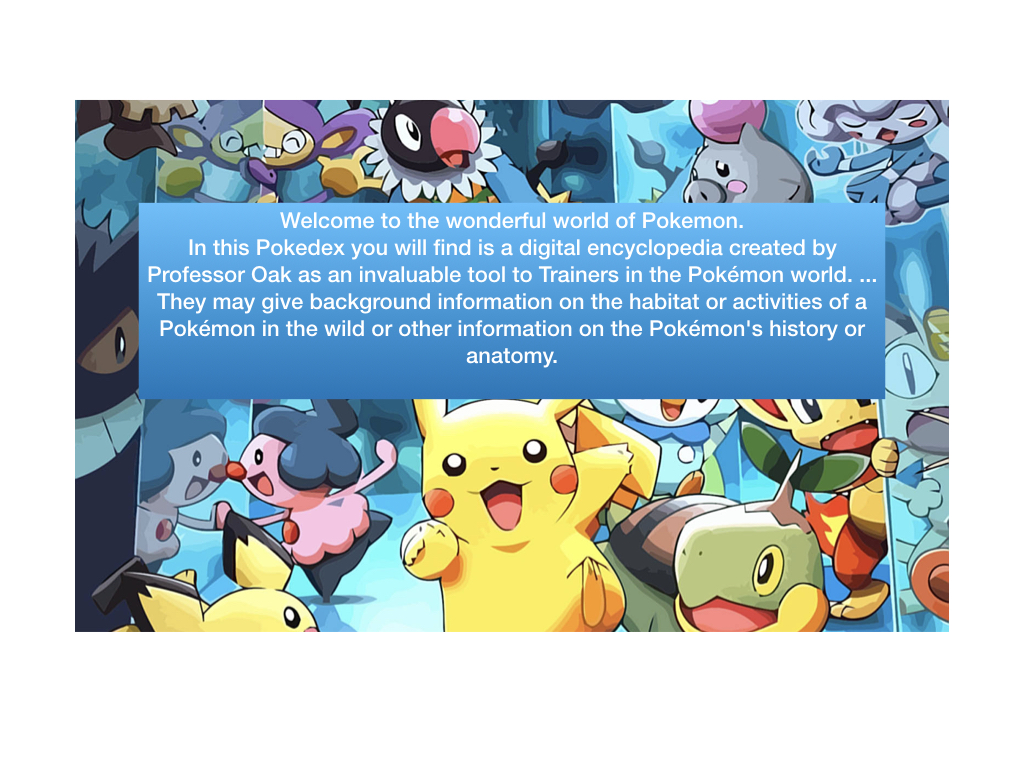 Welcome to the wonderful world of Pokemon.
In this Pokedex you will find is a digital encyclopedia created by
Professor Oak as an invaluable tool to Trainers in the Pokémon world. ...
They may give background information on the habitat or activities of a
Pokémon in the wild or other information on the Pokémon's history or
anatomy.